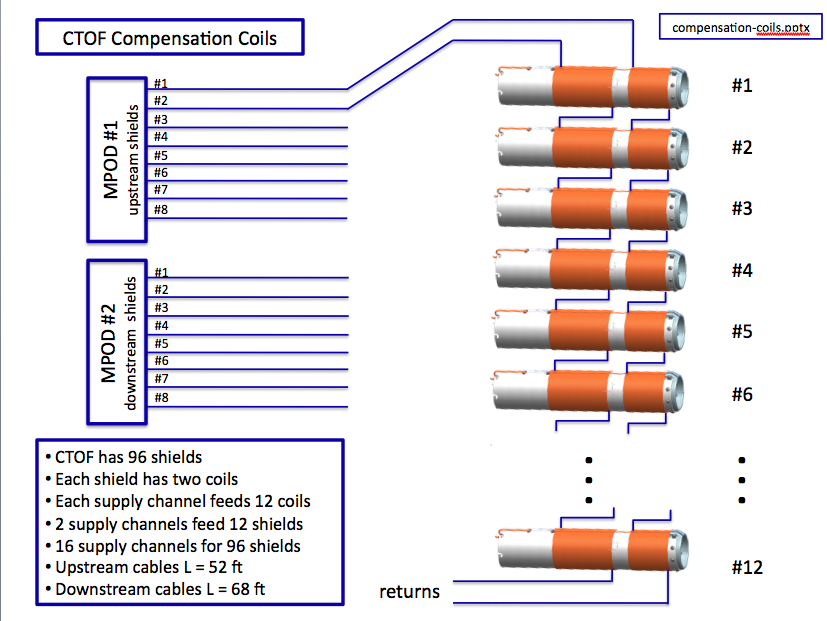 CTOF Compensation Coils
compensation-coils.pptx
MPOD #1
upstream shields
#1
#2
#3
#4
#5
#6
#7
#8
MPOD #2
downstream shields
#1
#2
#3
#4
#5
#6
#7
#8
• CTOF has 96 shields
• Each shield has two coils
• Each supply channel feeds 12 coils
• 2 supply channels feed 12 shields
• 16 supply channels for 96 shields
• Upstream cables L = 52 ft
• Downstream cables L = 68 ft
#1
#2
#3
#4
#5
#6
#12
returns